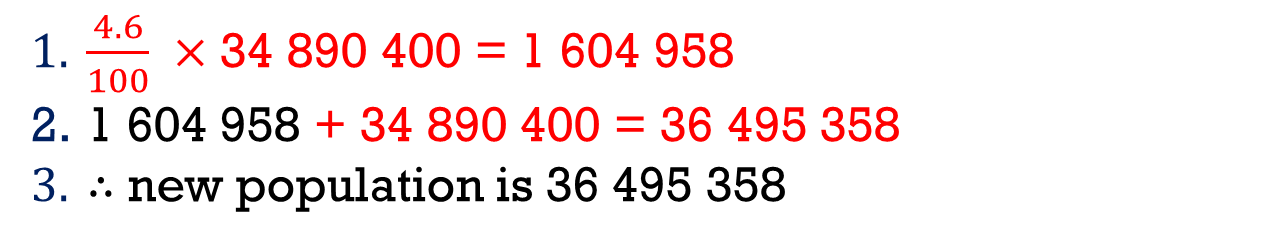 1. 4.6/100 × 34 890 400 = 1 604 958
2. 1 604 958 + 34 890 400 = 36 495 358
3. ∴ new population is 36 495 358